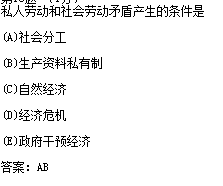 私人劳动和社会劳动矛盾产生的条件是
(A)社会分工
(B)生产资料私有制
(C)自然经济
(D)经济危机
(E)政府干预经济
答案：AB